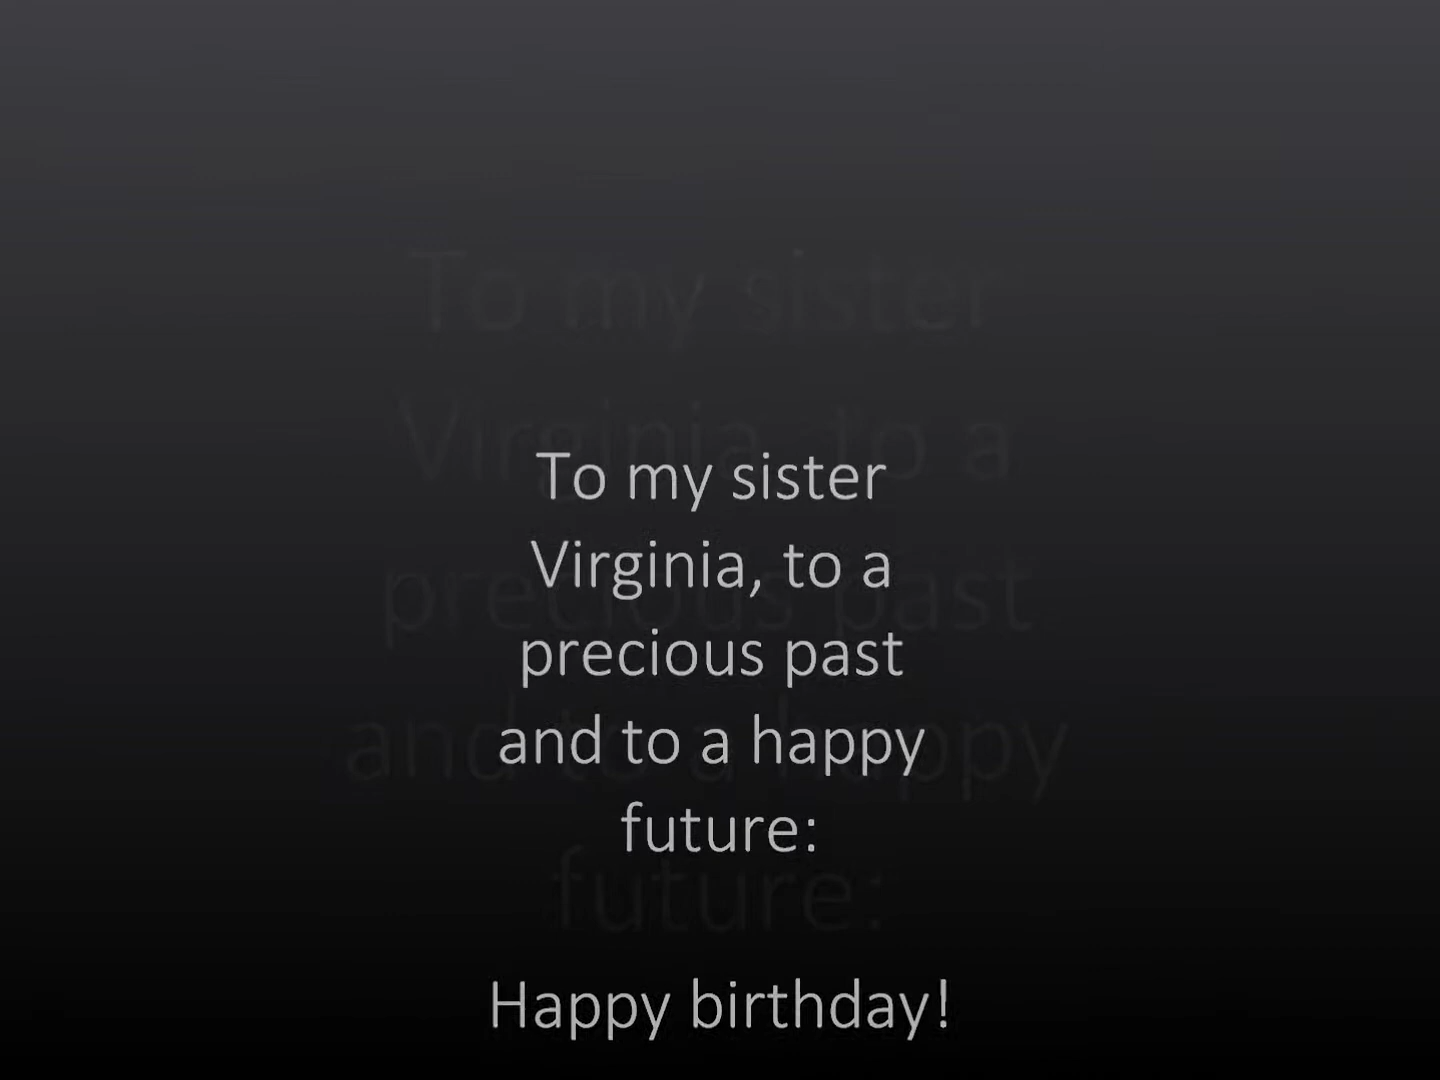 To my sister
Virginia, to a
precious past
and to a happy
future:
Happy birthday!